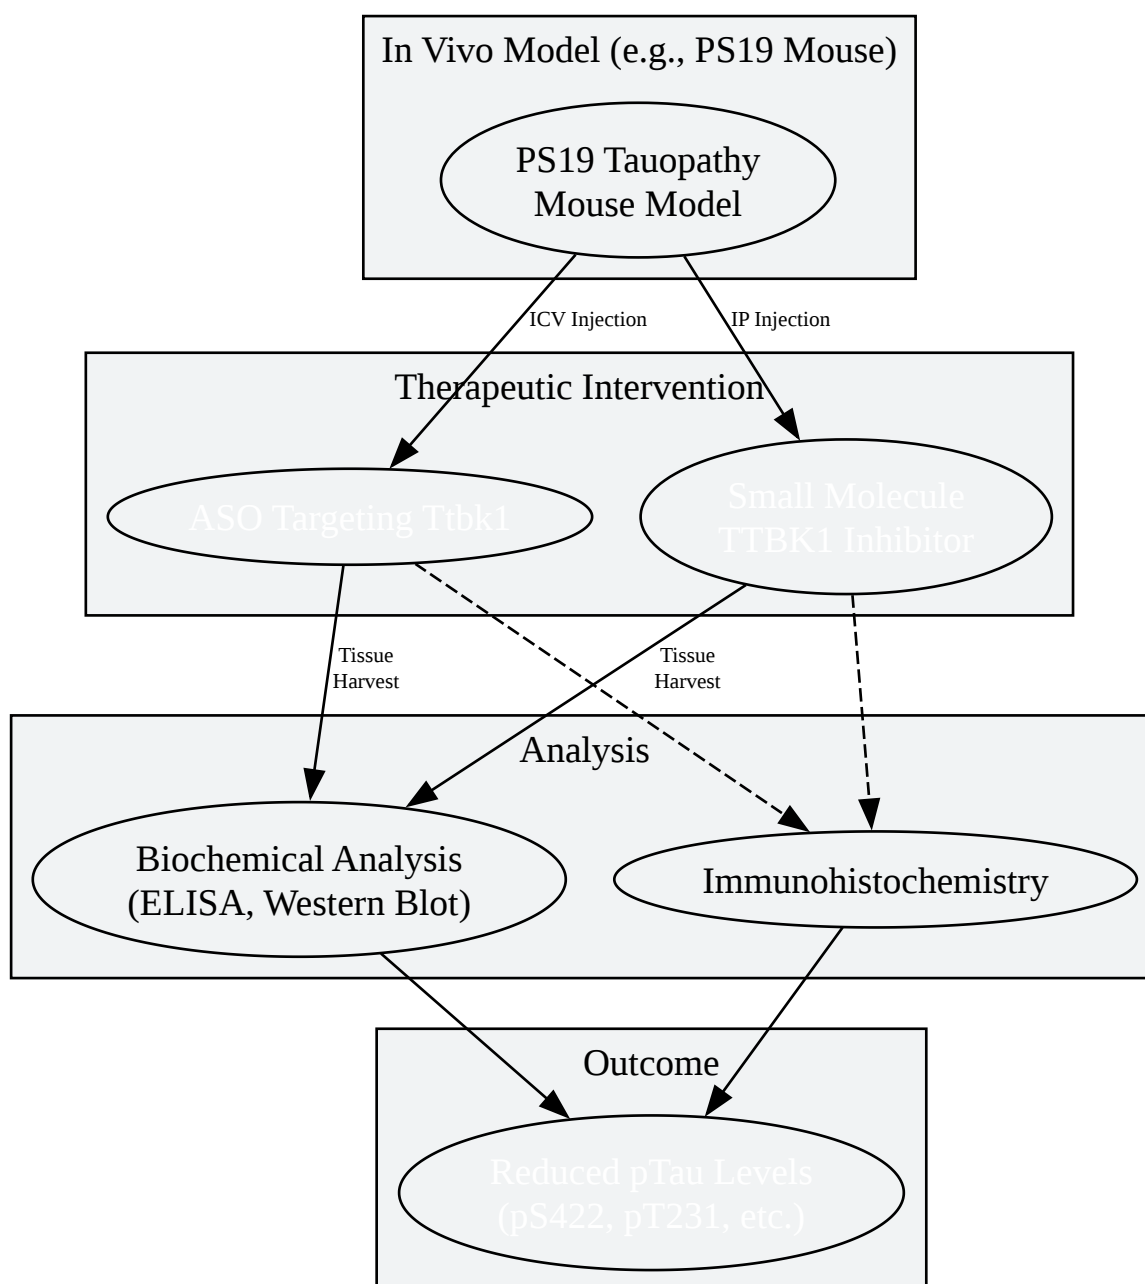 In Vivo Model (e.g., PS19 Mouse)
PS19 Tauopathy
Mouse Model
ICV Injection
IP Injection
Therapeutic Intervention
ASO Targeting Ttbk1
Small Molecule
TTBK1 Inhibitor
Tissue
Harvest
Tissue
Harvest
Analysis
Biochemical Analysis
(ELISA, Western Blot)
Immunohistochemistry
Outcome
Reduced pTau Levels
(pS422, pT231, etc.)